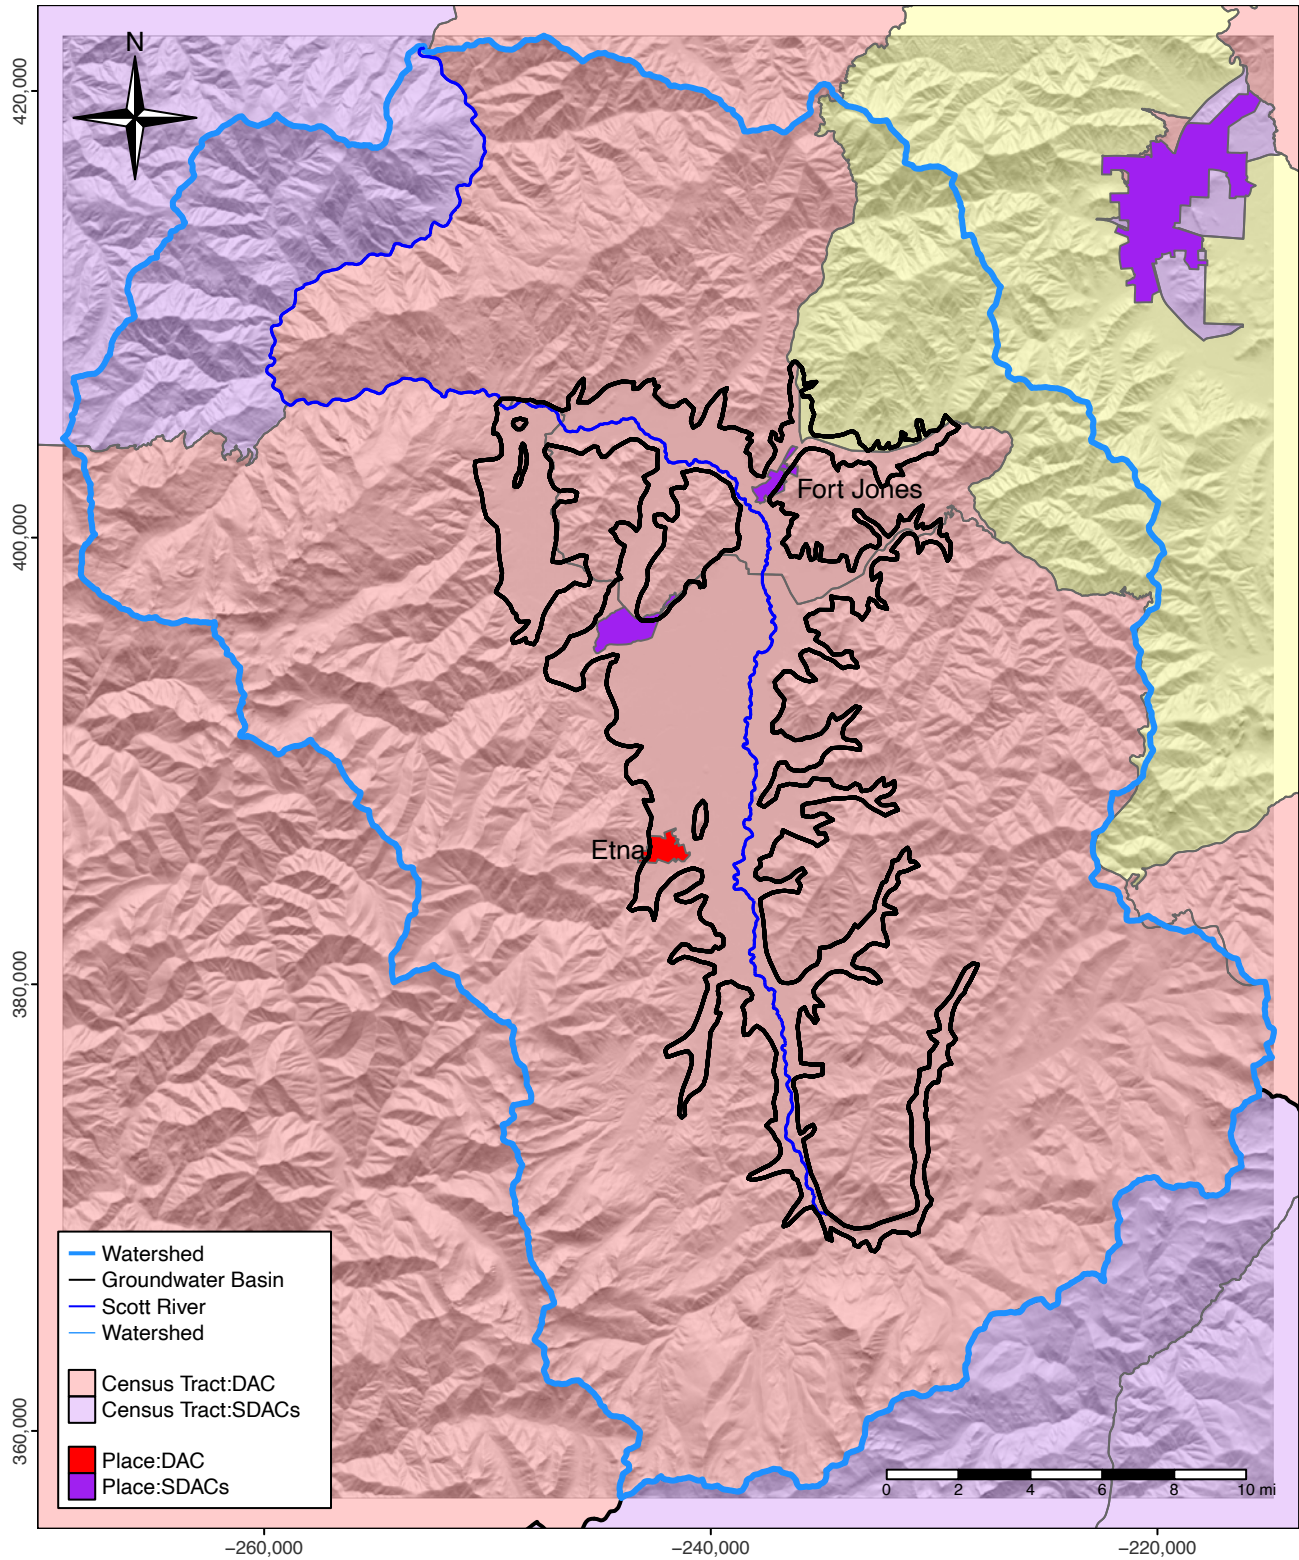 N
420,000
400,000
380,000
360,000
Fort Jones
Etna
Watershed
Groundwater Basin
Scott River
Watershed
Census Tract:DAC
Census Tract:SDACs
Place:DAC
Place:SDACs
0 2 4 6 8 10 mi
−260,000 −240,000 −220,000